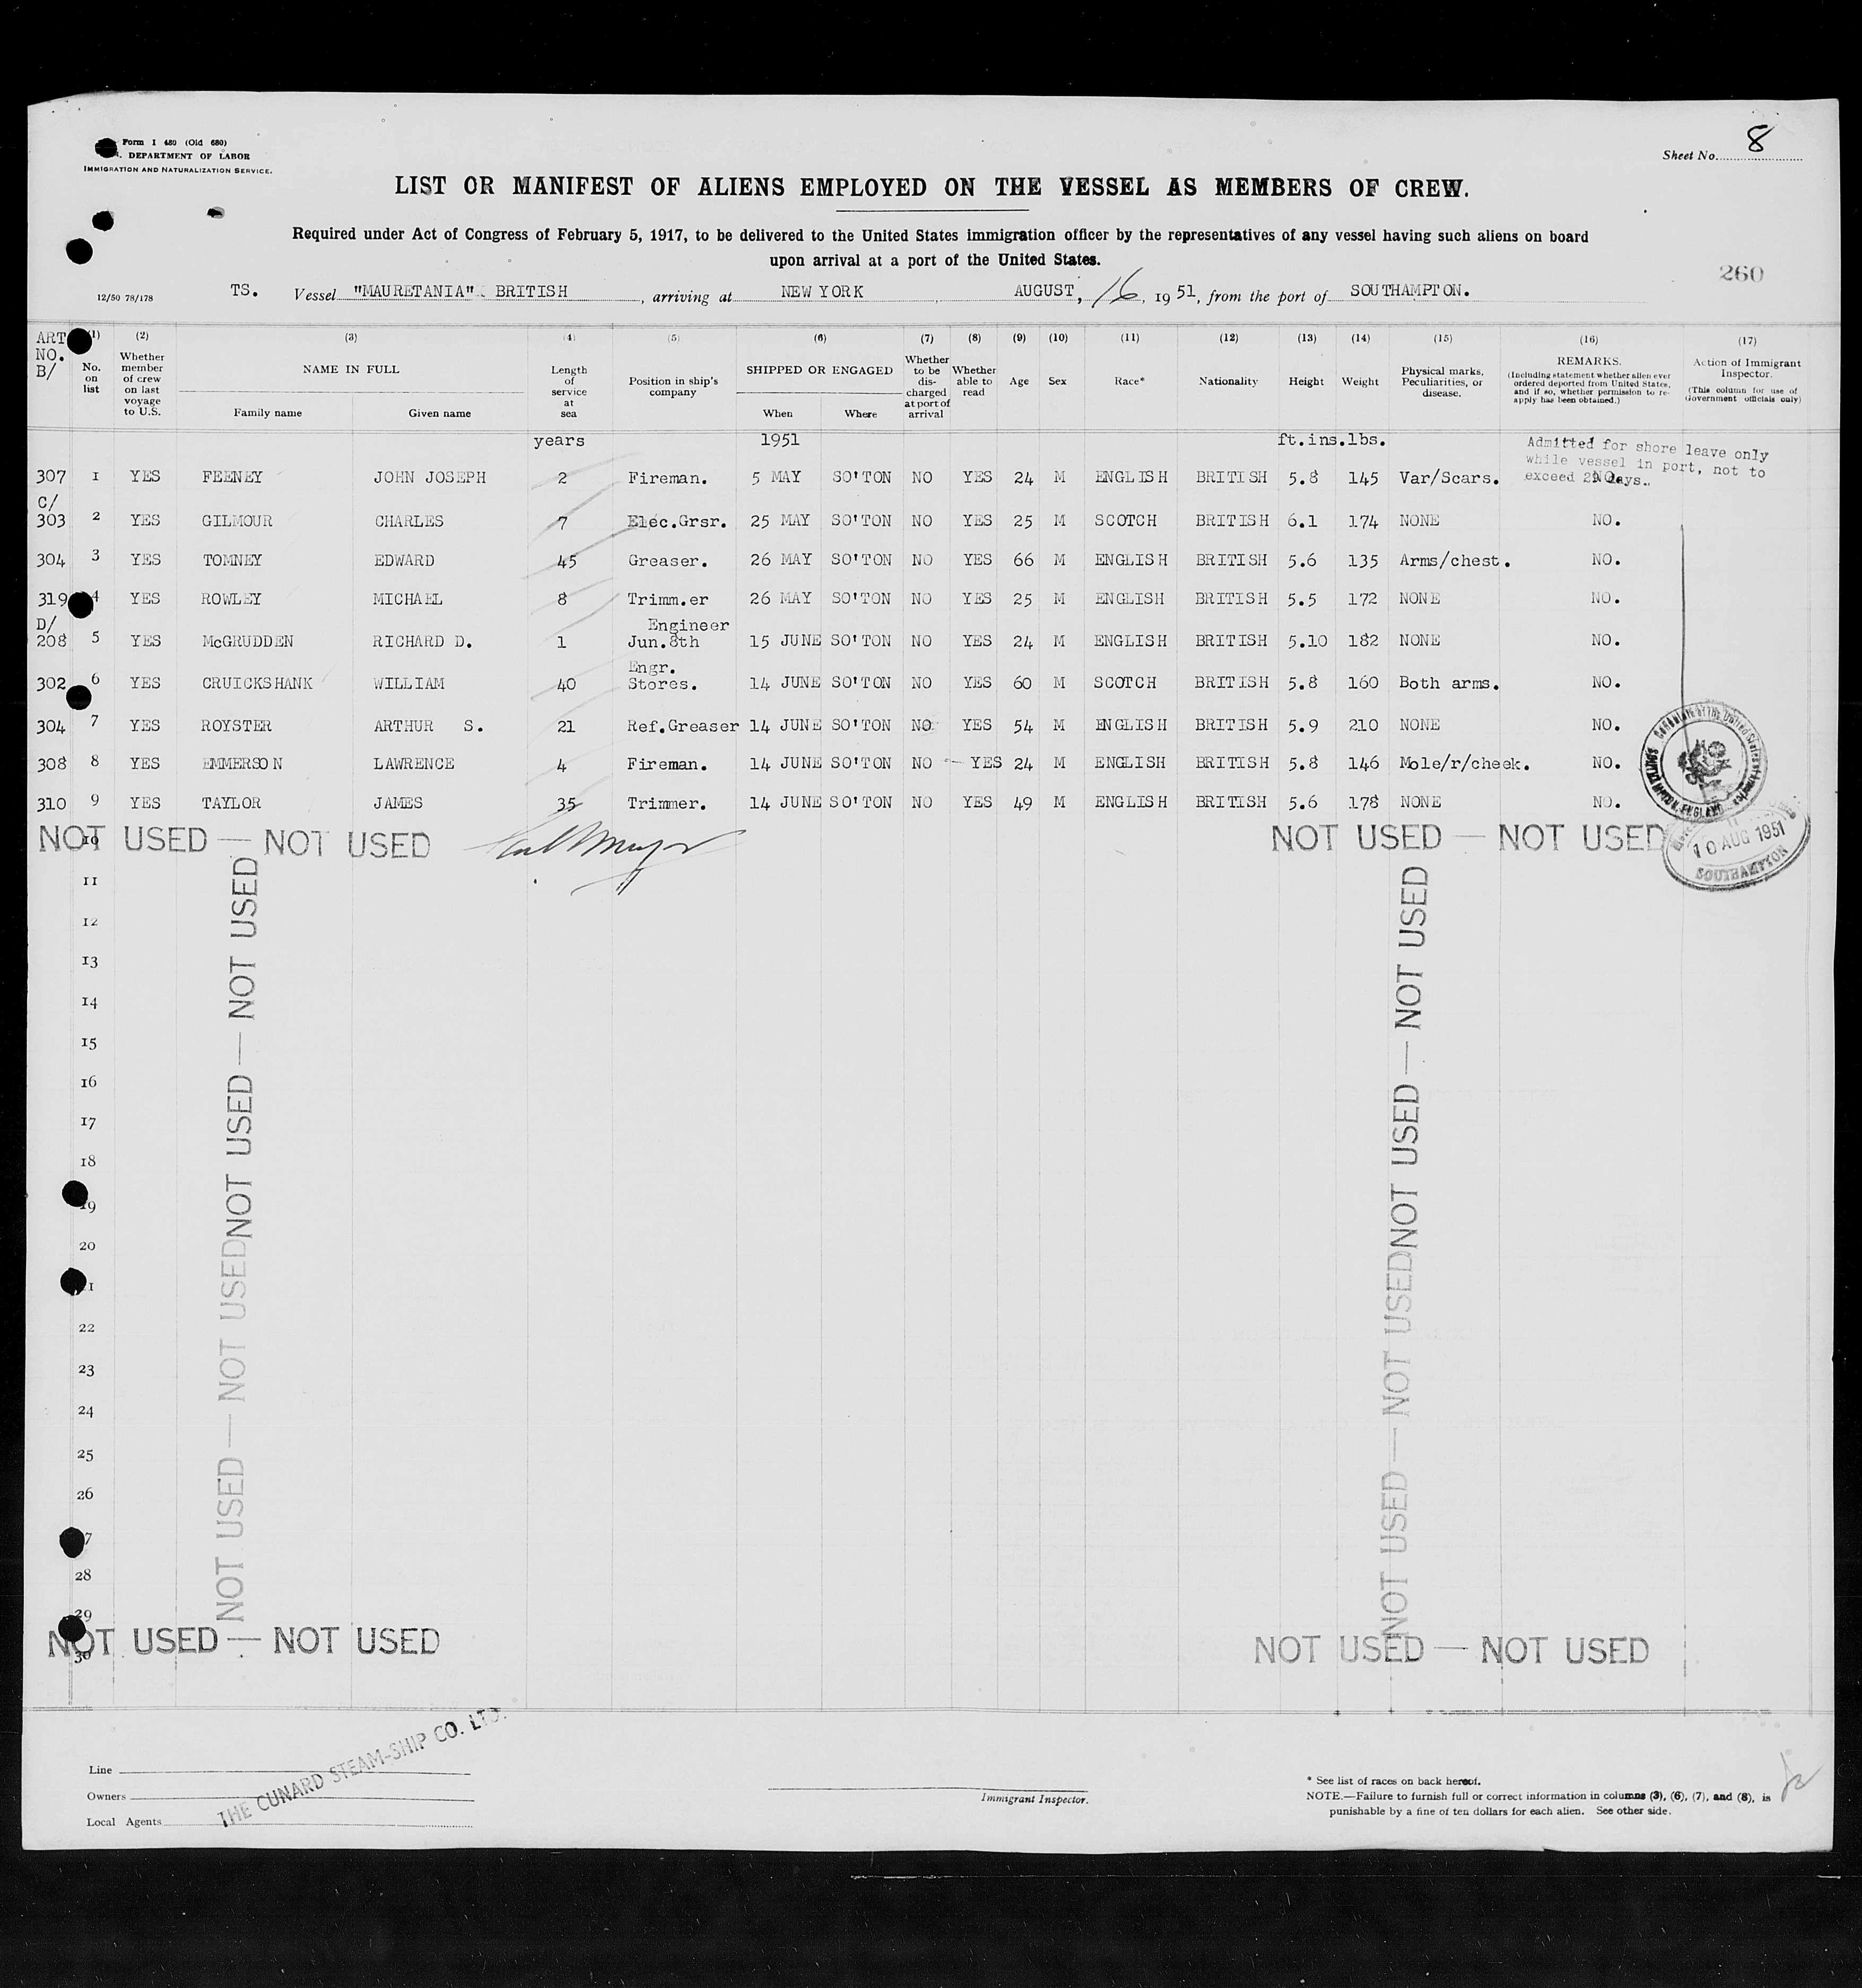 Form I 480 (Old 680)
DEPARTMENT OF LABOR
IMMIGRATION AND NATURALIZATION SERVICE.
Sheet No. 8
LIST OR MANIFEST OF ALIENS EMPLOYED ON THE VESSEL AS MEMBERS OF CREW.
Required under Act of Congress of February 5, 1917, to be delivered to the United States immigration officer by the representatives of any vessel having such aliens on board
upon arrival at a port of the United States.
260
12/50 78/178
TS. Vessel "MAURETANIA" BRITISH, arriving at NEW YORK AUGUST, 16, 1951, from the port of SOUTHAMPTON.
ART NO. B/
(1) No. on list
(2) Whether member of crew on last voyage to U.S.
(3) NAME IN FULL Family name Given name
(4) Length of service at sea
(5) Position in ship's company
(6) SHIPPED OR ENGAGED When Where
(7) Whether to be dis-charged at port of arrival
(8) Whether able to read
(9) Age
(10) Sex
(11) Race*
(12) Nationality
(13) Height
(14) Weight
(15) Physical marks, Peculiarities, or disease.
(16) REMARKS. (Including statement whether alien ever ordered deported from United States, and if so, whether permission to re-apply has been obtained.)
(17) Action of Immigrant Inspector. (This column for use of Government officials only)
years 1951 ft.ins.lbs.
Admitted for shore leave only
while vessel in port, not to
exceed 29 days.
307 1 YES FEENEY JOHN JOSEPH 2 Fireman. 5 MAY SO'TON NO YES 24 M ENGLISH BRITISH 5.8 145 Var/Scars. NO.
C/
303 2 YES GILMOUR CHARLES 7 Elec.Grsr. 25 MAY SO'TON NO YES 25 M SCOTCH BRITISH 6.1 174 NONE NO.
304 3 YES TOMNEY EDWARD 45 Greaser. 26 MAY SO'TON NO YES 66 M ENGLISH BRITISH 5.6 135 Arms/chest. NO.
319 4 YES ROWLEY MICHAEL 8 Trimm.er 26 MAY SO'TON NO YES 25 M ENGLISH BRITISH 5.5 172 NONE NO.
D/ Engineer
208 5 YES McGRUDDEN RICHARD D. 1 Jun.8th 15 JUNE SO'TON NO YES 24 M ENGLISH BRITISH 5.10 182 NONE NO.
Engr.
302 6 YES CRUICKSHANK WILLIAM 40 Stores. 14 JUNE SO'TON NO YES 60 M SCOTCH BRITISH 5.8 160 Both arms. NO.
304 7 YES ROYSTER ARTHUR S. 21 Ref.Greaser 14 JUNE SO'TON NO YES 54 M ENGLISH BRITISH 5.9 210 NONE NO.
308 8 YES EMMERSON LAWRENCE 4 Fireman. 14 JUNE SO'TON NO YES 24 M ENGLISH BRITISH 5.8 146 Mole/r/cheek. NO.
310 9 YES TAYLOR JAMES 35 Trimmer. 14 JUNE SO'TON NO YES 49 M ENGLISH BRITISH 5.6 178 NONE NO.
10 NOT USED — NOT USED NOT USED — NOT USED
10 AUG 1951
SOUTHAMPTON
11
12
13
14
15
16
17
18
19
20
21
22
23
24
25
26
27
28
29
30
NOT USED — NOT USED — NOT USED
NOT USED — NOT USED
NOT USED — NOT USED — NOT USED
NOT USED — NOT USED
NOT USED — NOT USED NOT USED — NOT USED
Line
Owners
Local Agents
THE CUNARD STEAM-SHIP CO. LTD.
Immigrant Inspector.
* See list of races on back hereof.
NOTE.—Failure to furnish full or correct information in columns (3), (6), (7), and (8), is
punishable by a fine of ten dollars for each alien. See other side.